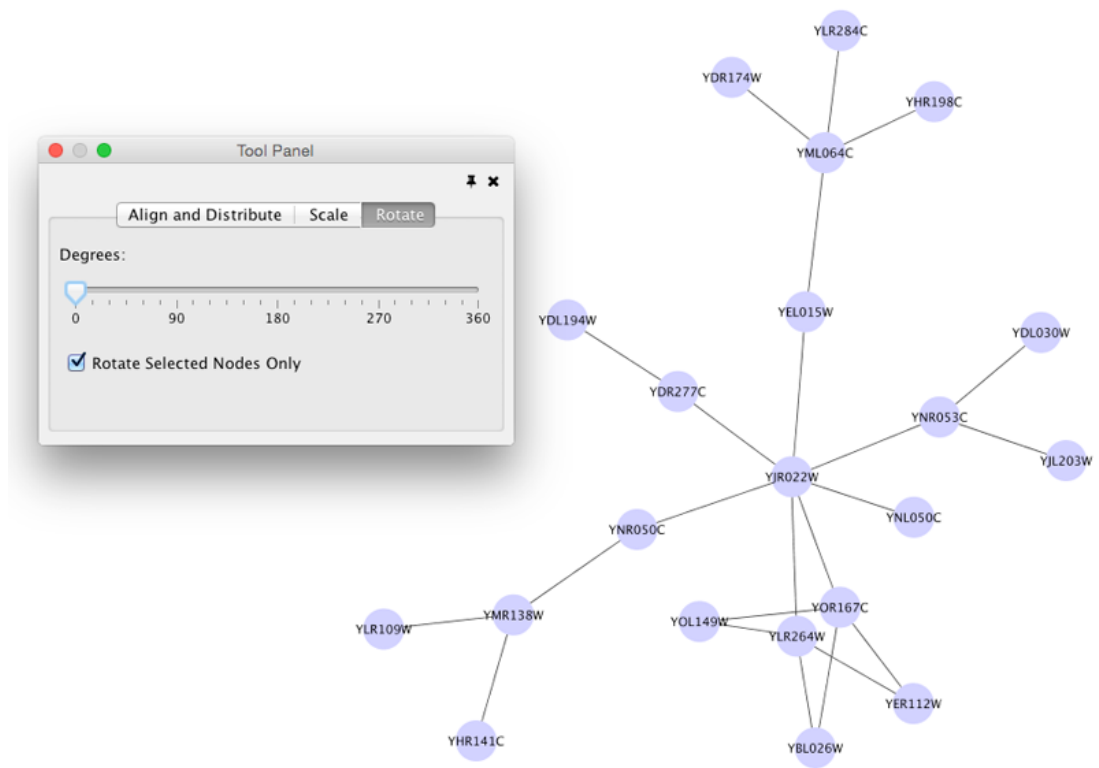 YLR284C
YDR174W
YHR198C
Tool Panel
YML064C
Align and Distribute Scale Rotate
Degrees:
0 90 180 270 360
YEL015W
YDL194W
YDL030W
Rotate Selected Nodes Only
YDR277C
YNR053C
YJL203W
YJR022W
YNL050C
YNR050C
YOR167C
YMR138W
YOL149W
YLR109W
YLR264W
YER112W
YHR141C
YBL026W